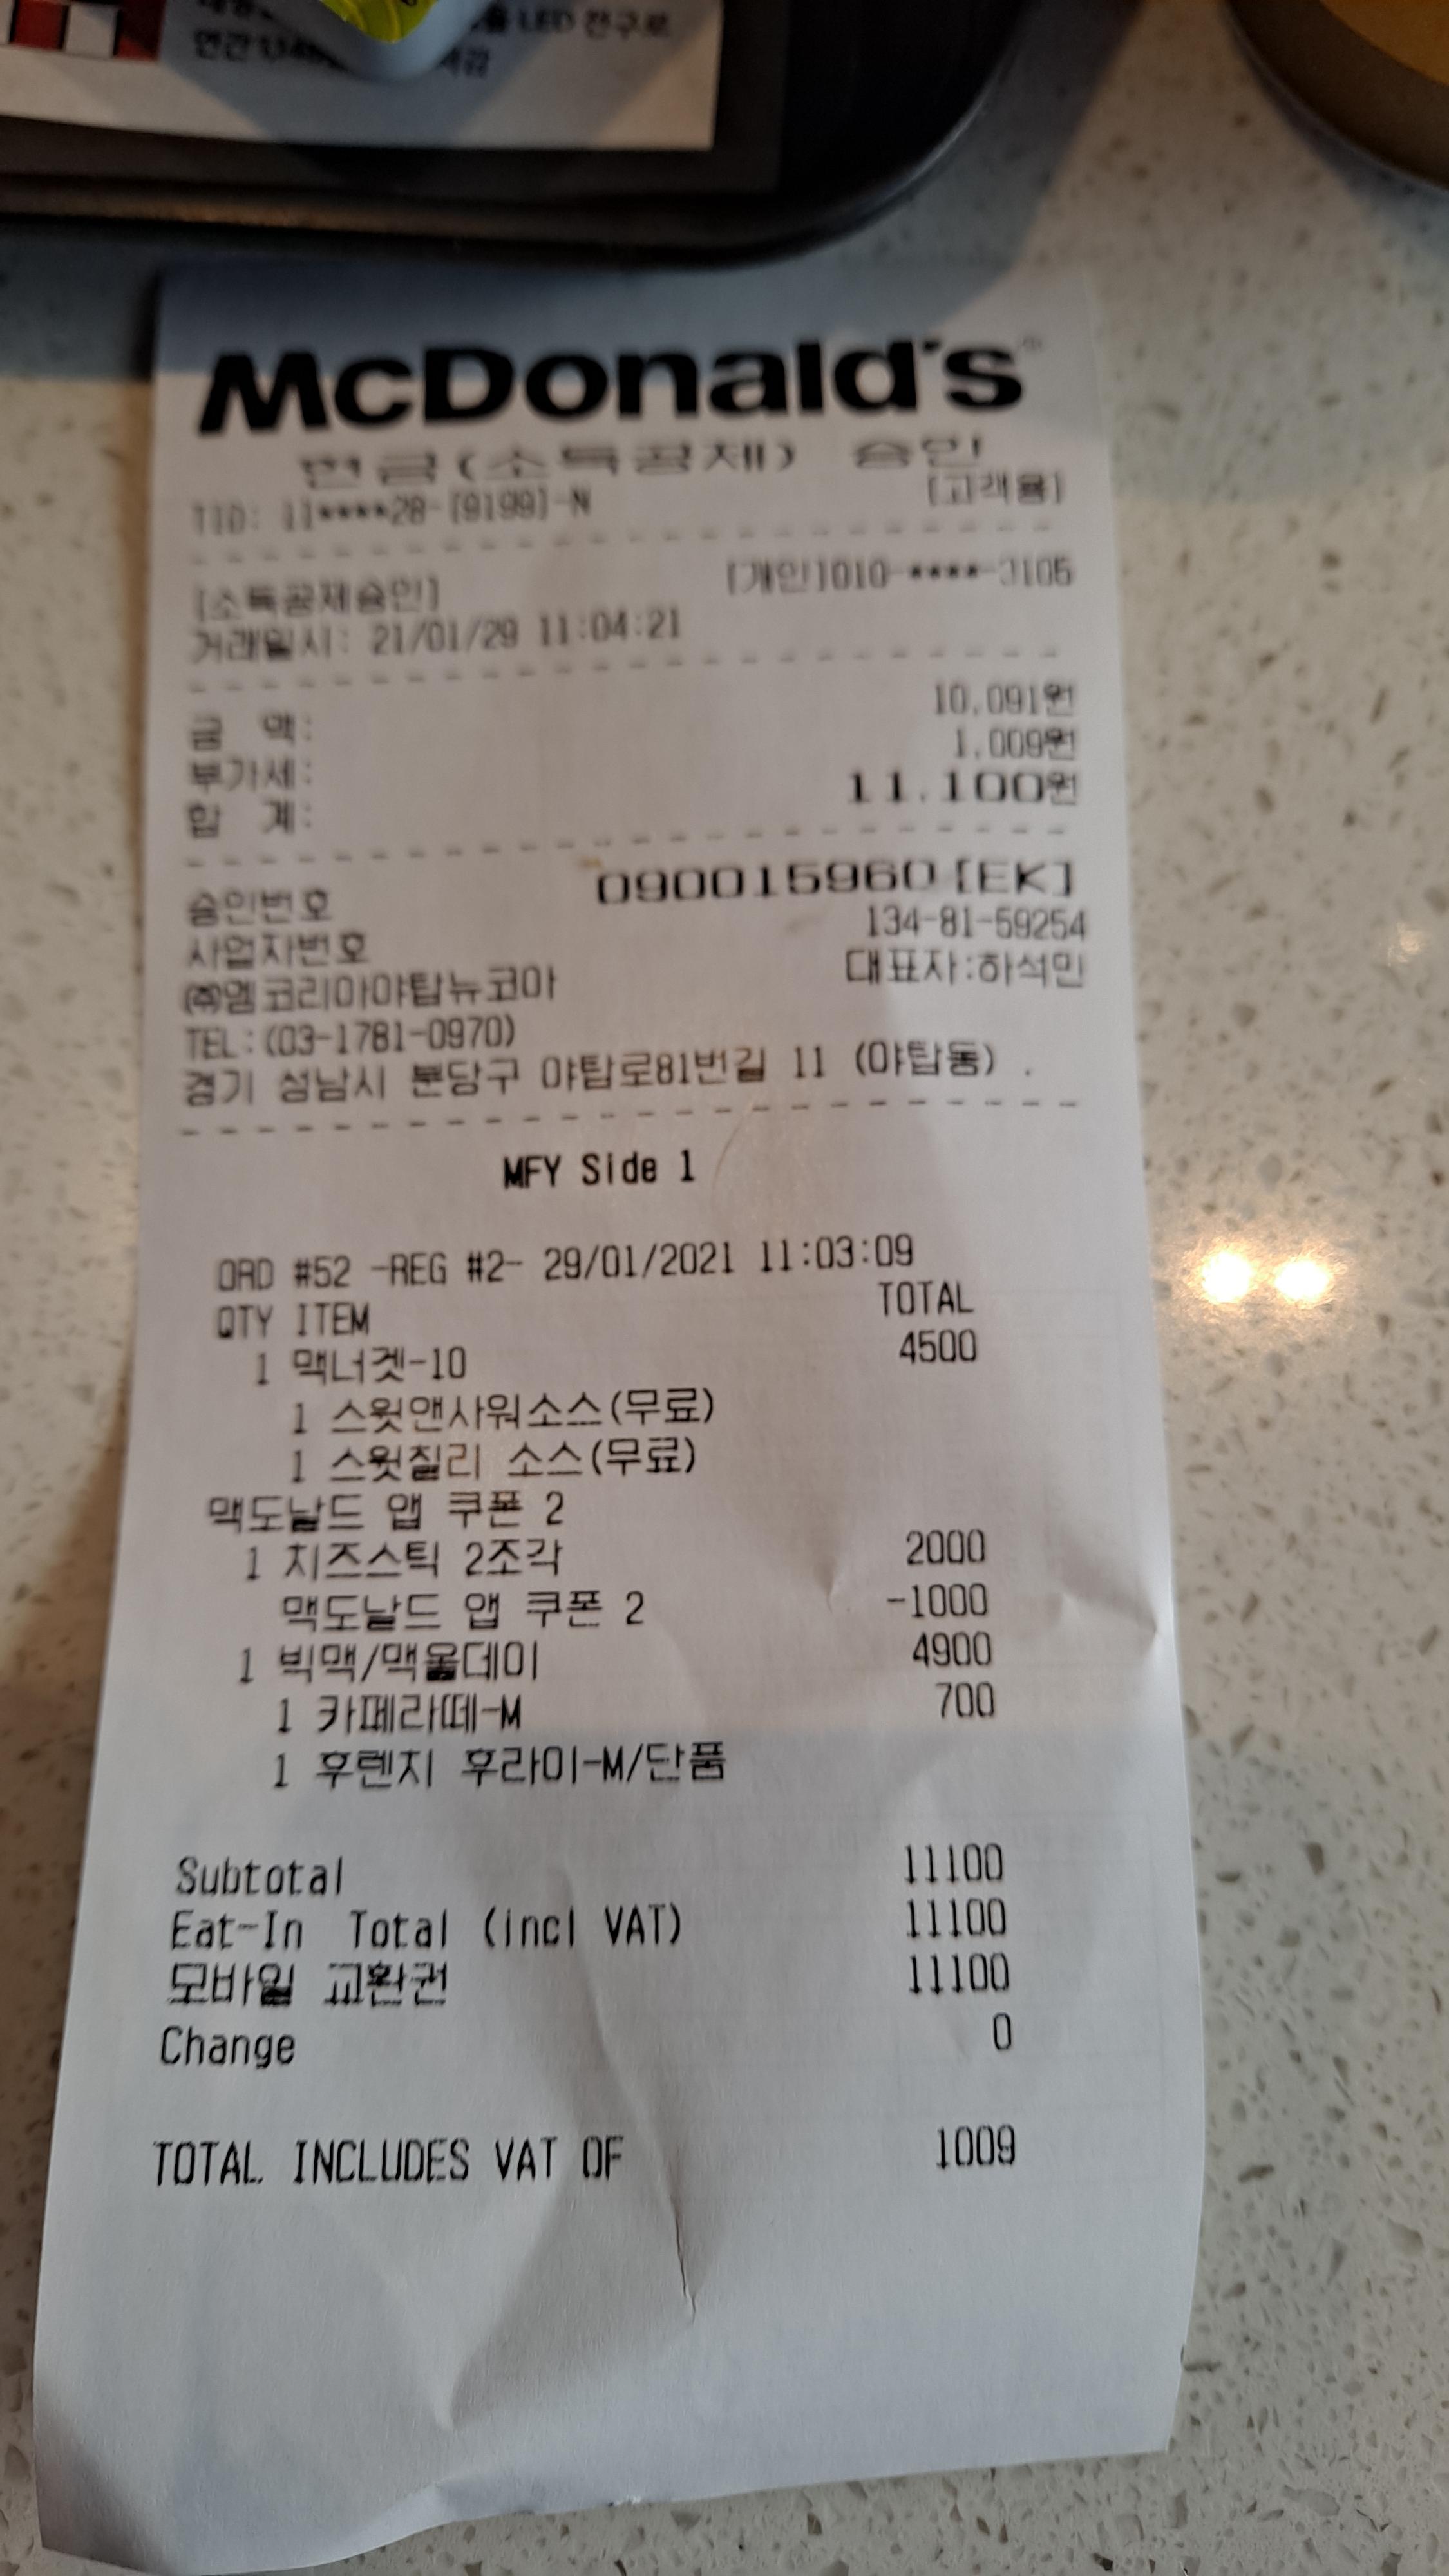 LED 전구로
연간
McDonald's
현금(소득공제) 승인
TID: 11****28-[9199]-N [고객용]
[소득공제승인] [개인]010-****-3105
거래일시: 21/01/29 11:04:21
금 액: 10,091원
부가세: 1,009원
합 계: 11,100원
승인번호 090015960[EK]
사업자번호 134-81-59254
㈜엠코리아야탑뉴코아 대표자:하석민
TEL:(03-1781-0970)
경기 성남시 분당구 야탑로81번길 11 (야탑동) .
MFY Side 1
ORD #52 -REG #2- 29/01/2021 11:03:09
QTY ITEM TOTAL
1 맥너겟-10 4500
1 스윗앤사워소스(무료)
1 스윗칠리 소스(무료)
맥도날드 앱 쿠폰 2
1 치즈스틱 2조각 2000
맥도날드 앱 쿠폰 2 -1000
1 빅맥/맥올데이 4900
1 카페라떼-M 700
1 후렌지 후라이-M/단품
Subtotal 11100
Eat-In Total (incl VAT) 11100
모바일 교환권 11100
Change 0
TOTAL INCLUDES VAT OF 1009